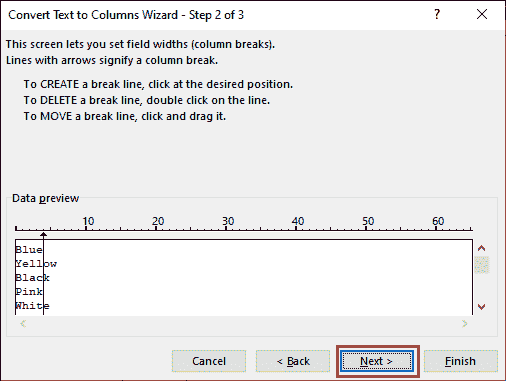 Convert Text to Columns Wizard - Step 2 of 3 ? ×
This screen lets you set field widths (column breaks).
Lines with arrows signify a column break.
To CREATE a break line, click at the desired position.
To DELETE a break line, double click on the line.
To MOVE a break line, click and drag it.
Data preview
10 20 30 40 50 60
Blue
Yellow
Black
Pink
White
Cancel < Back Next > Finish